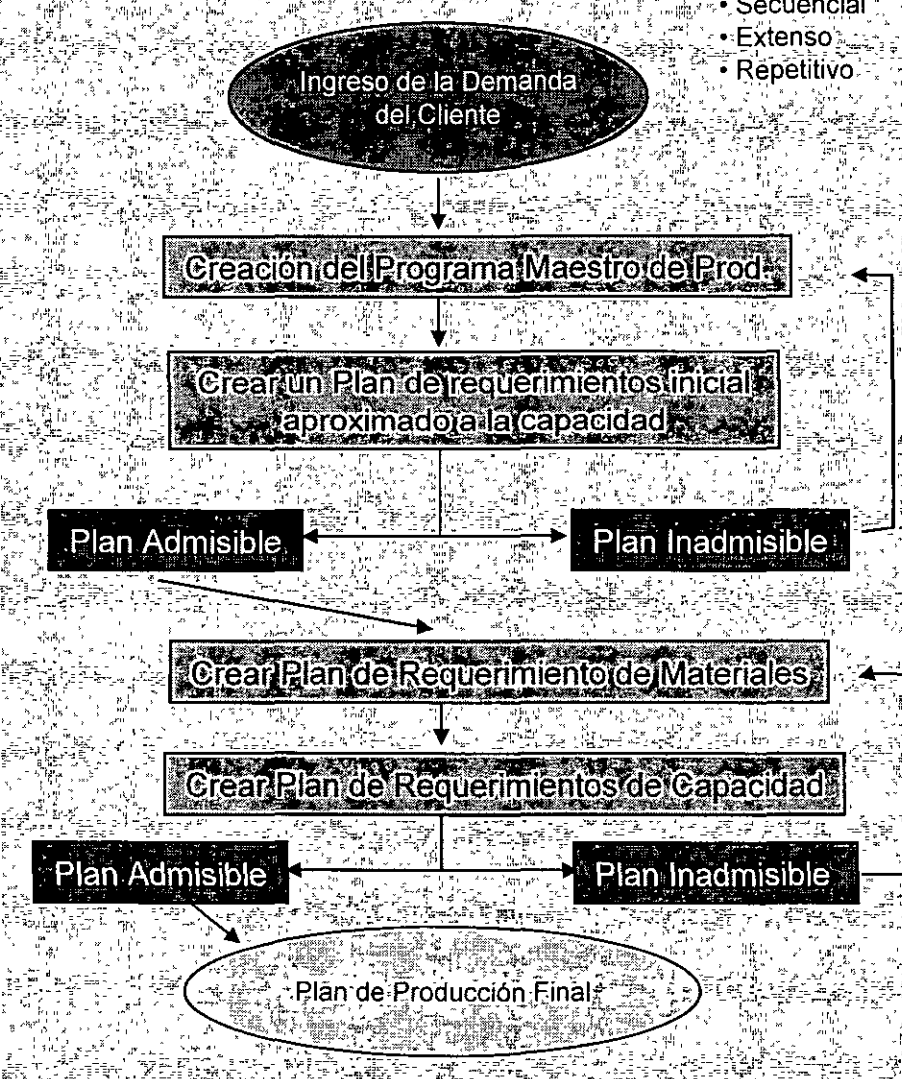 • Secuencial
• Extenso
• Repetitivo
Ingreso de la Demanda
del Cliente
Creación del Programa Maestro de Prod.
Crear un Plan de requerimientos inicial
aproximado a la capacidad
Plan Admisible
Plan Inadmisible
Crear Plan de Requerimiento de Materiales
Crear Plan de Requerimientos de Capacidad
Plan Admisible
Plan Inadmisible
Plan de Producción Final